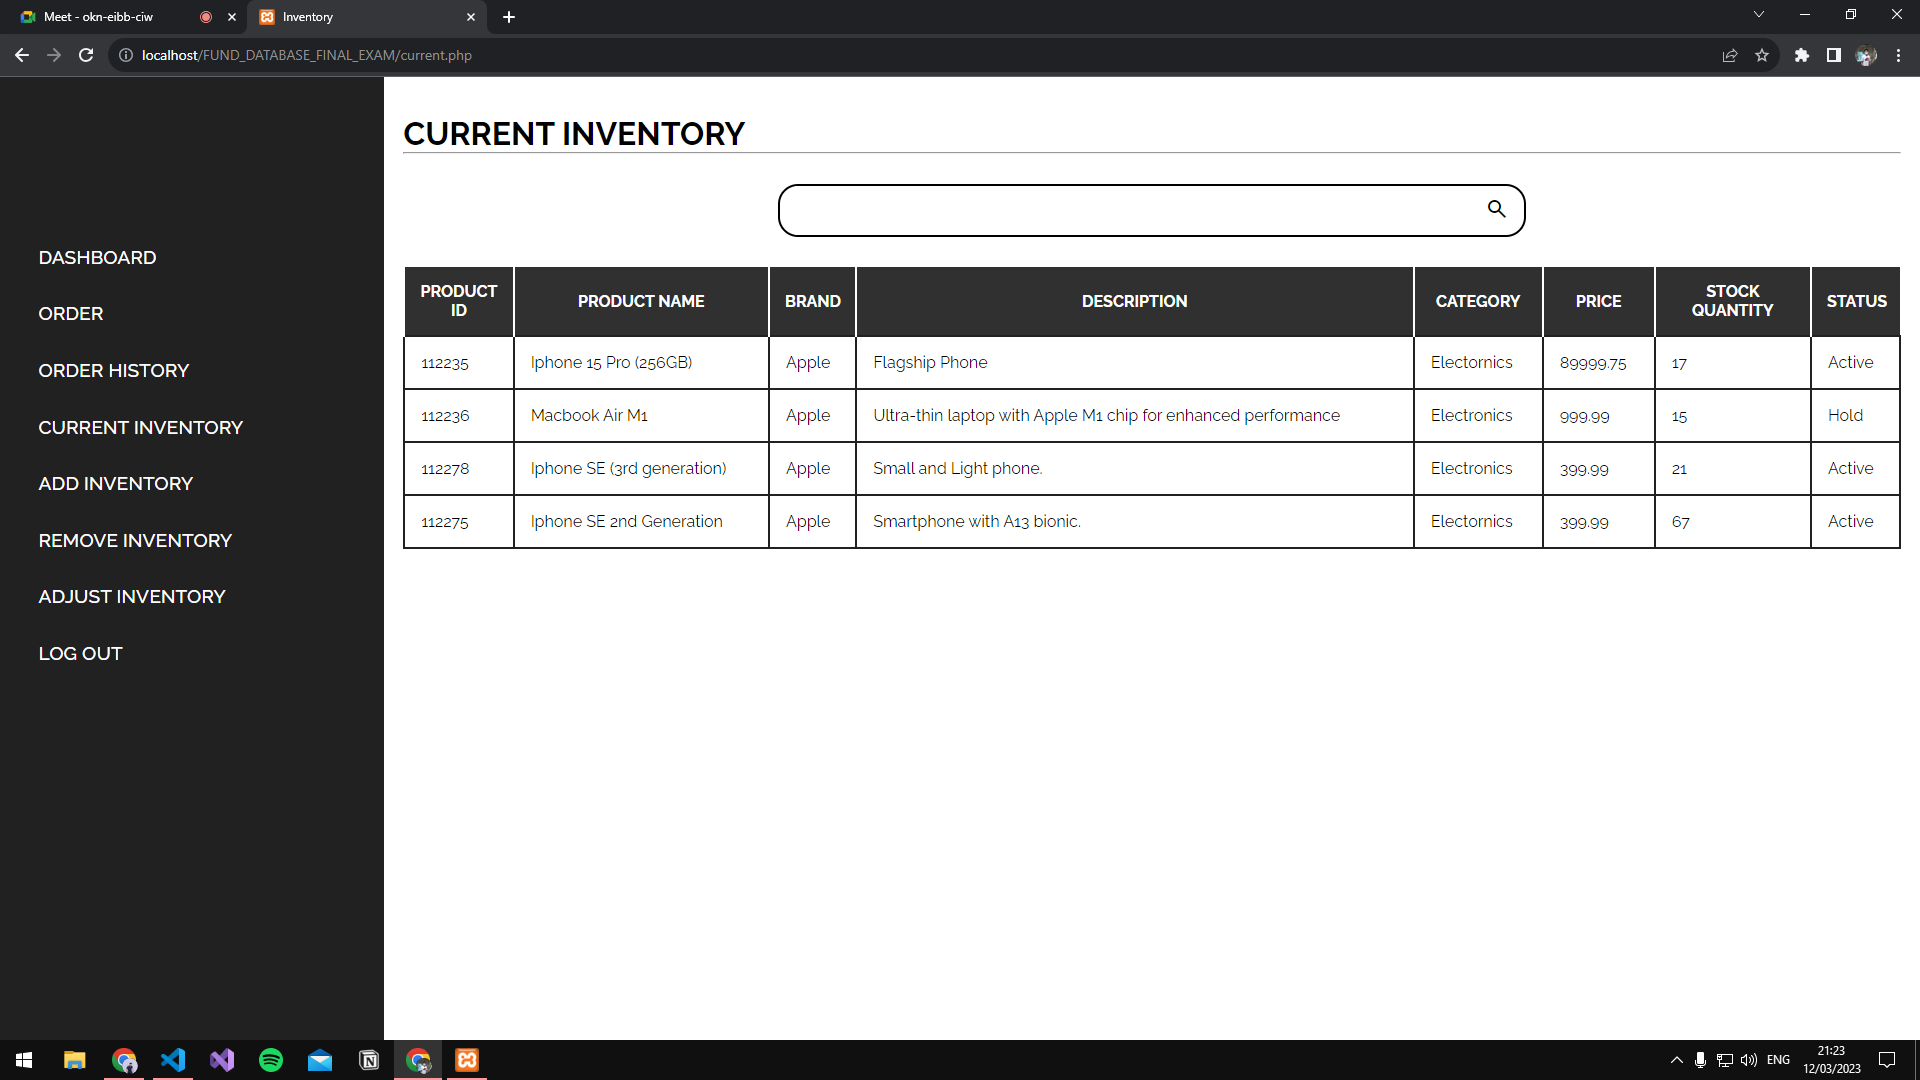 Meet - okn-eibb-ciw
Inventory
localhost/FUND_DATABASE_FINAL_EXAM/current.php
DASHBOARD
ORDER
ORDER HISTORY
CURRENT INVENTORY
ADD INVENTORY
REMOVE INVENTORY
ADJUST INVENTORY
LOG OUT
CURRENT INVENTORY
PRODUCT ID PRODUCT NAME BRAND DESCRIPTION CATEGORY PRICE STOCK QUANTITY STATUS
112235 Iphone 15 Pro (256GB) Apple Flagship Phone Electornics 89999.75 17 Active
112236 Macbook Air M1 Apple Ultra-thin laptop with Apple M1 chip for enhanced performance Electronics 999.99 15 Hold
112278 Iphone SE (3rd generation) Apple Small and Light phone. Electronics 399.99 21 Active
112275 Iphone SE 2nd Generation Apple Smartphone with A13 bionic. Electornics 399.99 67 Active
ENG
21:23
12/03/2023